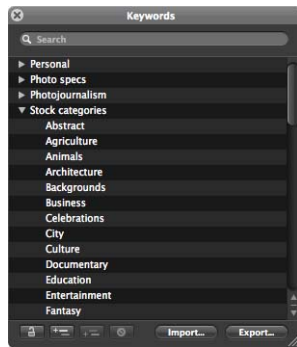 Keywords
Search
Personal
Photo specs
Photojournalism
Stock categories
Abstract
Agriculture
Animals
Architecture
Backgrounds
Business
Celebrations
City
Culture
Documentary
Education
Entertainment
Fantasy
Import... Export...